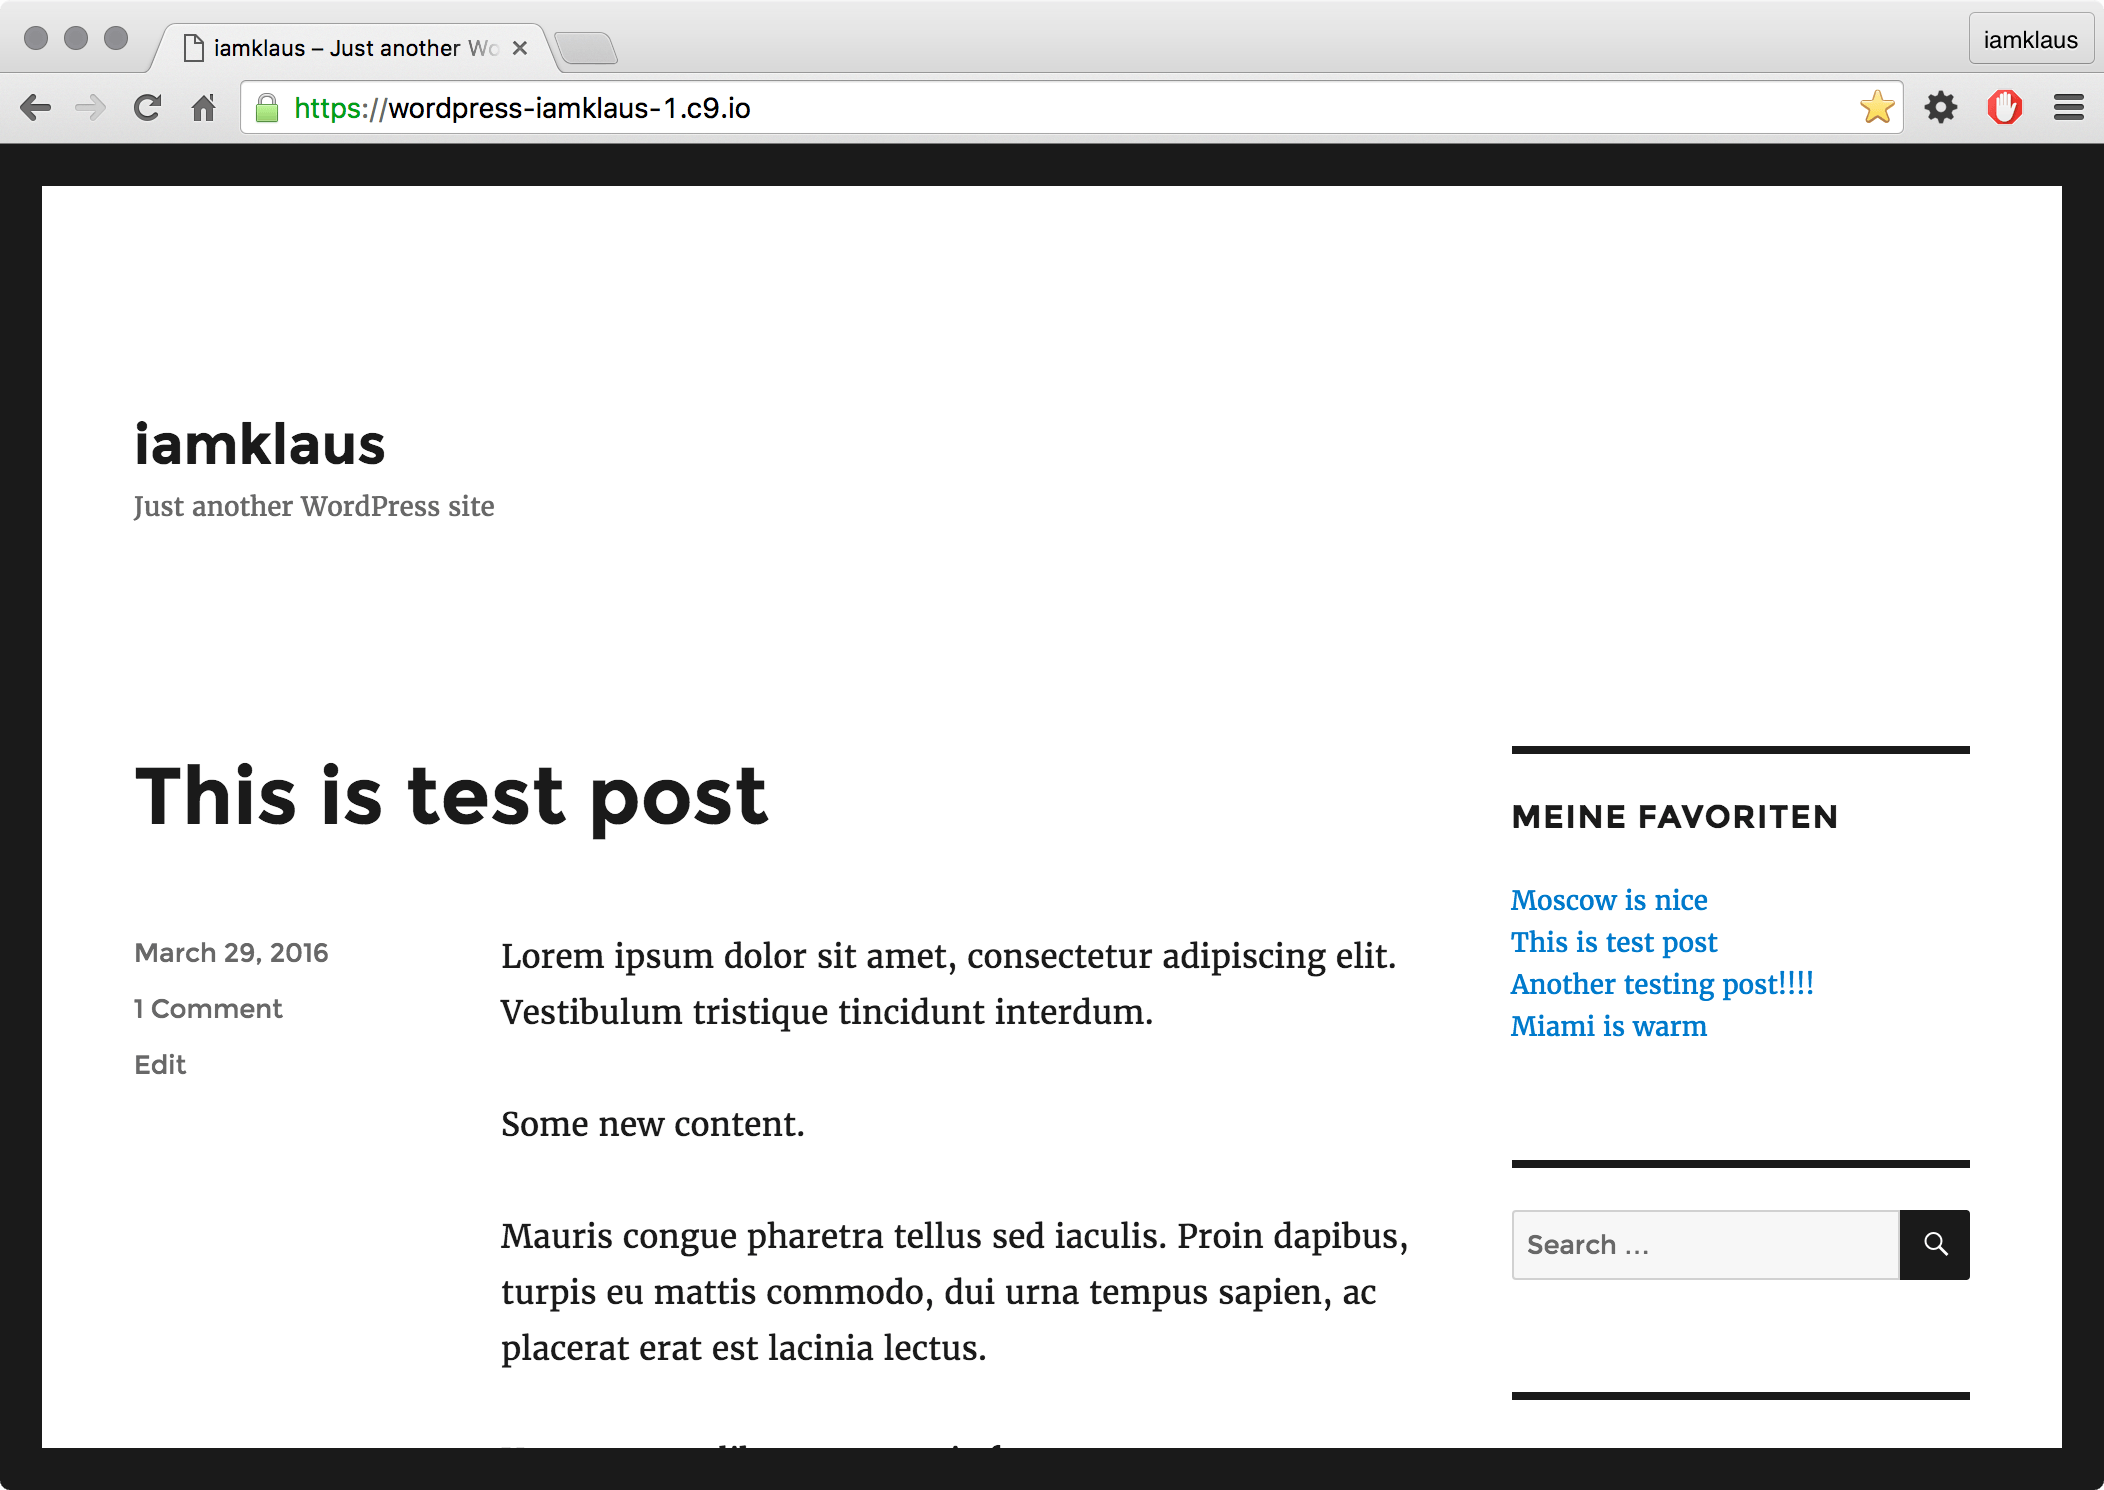 iamklaus – Just another Wo
iamklaus
https://wordpress-iamklaus-1.c9.io
iamklaus
Just another WordPress site
This is test post
March 29, 2016
1 Comment
Edit
Lorem ipsum dolor sit amet, consectetur adipiscing elit.
Vestibulum tristique tincidunt interdum.
Some new content.
Mauris congue pharetra tellus sed iaculis. Proin dapibus,
turpis eu mattis commodo, dui urna tempus sapien, ac
placerat erat est lacinia lectus.
MEINE FAVORITEN
Moscow is nice
This is test post
Another testing post!!!!
Miami is warm
Search ...